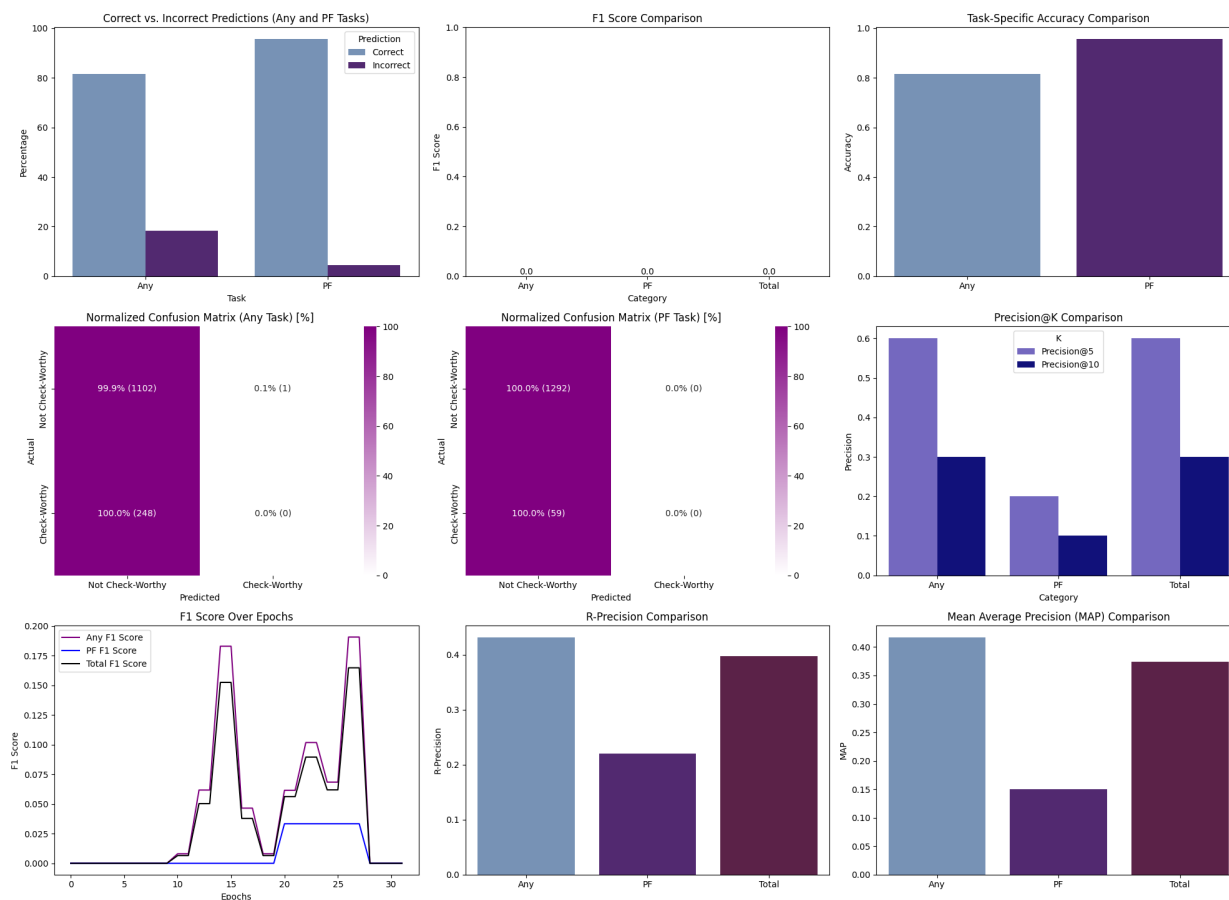 Correct vs. Incorrect Predictions (Any and PF Tasks)
100
80
60
40
20
0
Percentage
Prediction
Correct
Incorrect
Any
PF
Task
F1 Score Comparison
1.0
0.8
0.6
0.4
0.2
0.0
F1 Score
0.0
0.0
0.0
Any
PF
Total
Category
Task-Specific Accuracy Comparison
1.0
0.8
0.6
0.4
0.2
0.0
Accuracy
Any
PF
Normalized Confusion Matrix (Any Task) [%]
Actual
Not Check-Worthy
Check-Worthy
99.9% (1102)
0.1% (1)
100.0% (248)
0.0% (0)
Not Check-Worthy
Check-Worthy
Predicted
100
80
60
40
20
0
Normalized Confusion Matrix (PF Task) [%]
Actual
Not Check-Worthy
Check-Worthy
100.0% (1292)
0.0% (0)
100.0% (59)
0.0% (0)
Not Check-Worthy
Check-Worthy
Predicted
100
80
60
40
20
0
Precision@K Comparison
0.6
0.5
0.4
0.3
0.2
0.1
0.0
Precision
K
Precision@5
Precision@10
Any
PF
Total
Category
F1 Score Over Epochs
0.200
0.175
0.150
0.125
0.100
0.075
0.050
0.025
0.000
F1 Score
Any F1 Score
PF F1 Score
Total F1 Score
0
5
10
15
20
25
30
Epochs
R-Precision Comparison
0.4
0.3
0.2
0.1
0.0
R-Precision
Any
PF
Total
Mean Average Precision (MAP) Comparison
0.40
0.35
0.30
0.25
0.20
0.15
0.10
0.05
0.00
MAP
Any
PF
Total